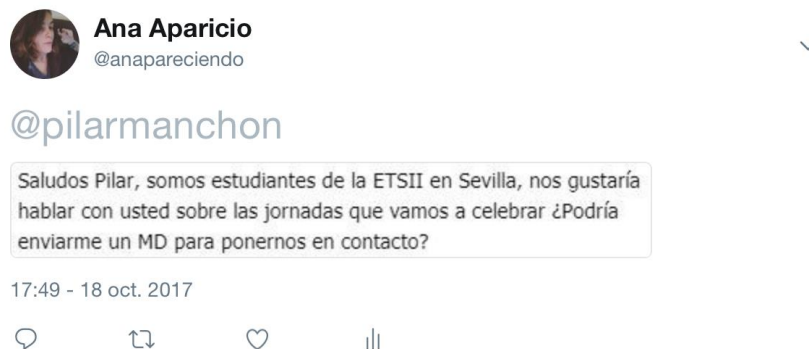 Ana Aparicio
@anapareciendo
@pilarmanchon
Saludos Pilar, somos estudiantes de la ETSII en Sevilla, nos gustaría
hablar con usted sobre las jornadas que vamos a celebrar ¿Podría
enviarme un MD para ponernos en contacto?
17:49 - 18 oct. 2017